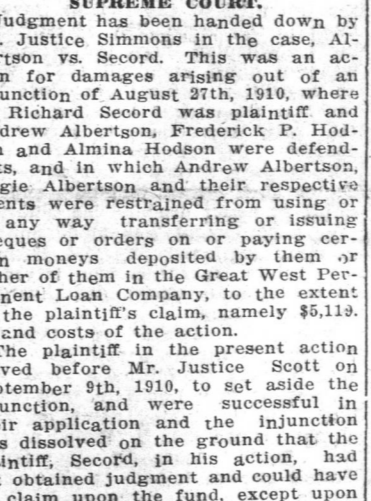 SUPREME COURT.
Judgment has been handed down by
. Justice Simmons in the case, Al-
rtson vs. Secord. This was an ac-
n for damages arising out of an
unction of August 27th, 1910, where
Richard Secord was plaintiff and
drew Albertson, Frederick P. Hod-
n and Almina Hodson were defend-
ts, and in which Andrew Albertson,
gie Albertson and their respective
ents were restrained from using or
any way transferring or issuing
eques or orders on or paying cer-
n moneys deposited by them or
her of them in the Great West Per-
nent Loan Company, to the extent
the plaintiff's claim, namely $5,119.
and costs of the action.
The plaintiff in the present action
ved before Mr. Justice Scott on
ptember 9th, 1910, to set aside the
unction, and were successful in
ir application and the injunction
s dissolved on the ground that the
intiff, Secord, in his action, had
t obtained judgment and could have
claim upon the fund, except upon